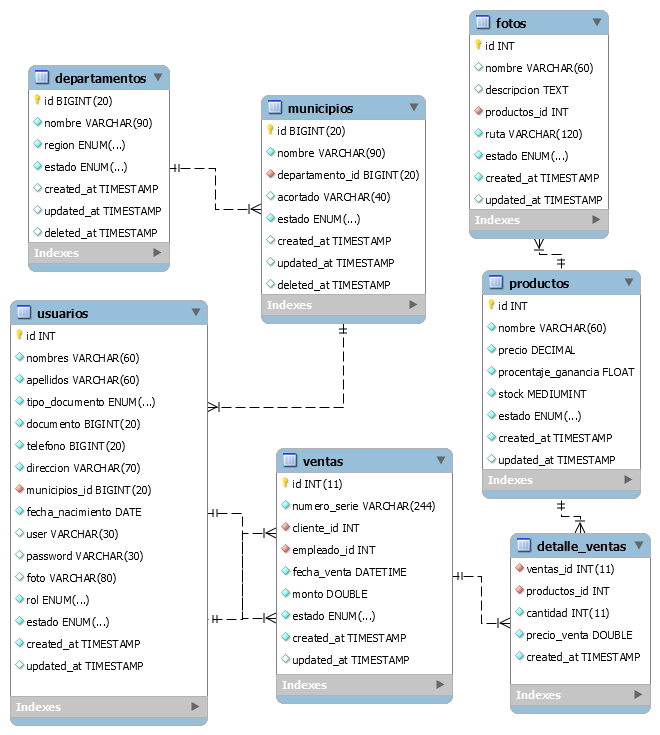 departamentos
id BIGINT(20)
nombre VARCHAR(90)
region ENUM(...)
estado ENUM(...)
created_at TIMESTAMP
updated_at TIMESTAMP
deleted_at TIMESTAMP
Indexes
municipios
id BIGINT(20)
nombre VARCHAR(90)
departamento_id BIGINT(20)
acortado VARCHAR(40)
estado ENUM(...)
created_at TIMESTAMP
updated_at TIMESTAMP
deleted_at TIMESTAMP
Indexes
fotos
id INT
nombre VARCHAR(60)
descripcion TEXT
productos_id INT
ruta VARCHAR(120)
estado ENUM(...)
created_at TIMESTAMP
updated_at TIMESTAMP
Indexes
usuarios
id INT
nombres VARCHAR(60)
apellidos VARCHAR(60)
tipo_documento ENUM(...)
documento BIGINT(20)
telefono BIGINT(20)
direccion VARCHAR(70)
municipios_id BIGINT(20)
fecha_nacimiento DATE
user VARCHAR(30)
password VARCHAR(30)
foto VARCHAR(80)
rol ENUM(...)
estado ENUM(...)
created_at TIMESTAMP
updated_at TIMESTAMP
Indexes
productos
id INT
nombre VARCHAR(60)
precio DECIMAL
procentaje_ganancia FLOAT
stock MEDIUMINT
estado ENUM(...)
created_at TIMESTAMP
updated_at TIMESTAMP
Indexes
ventas
id INT(11)
numero_serie VARCHAR(244)
cliente_id INT
empleado_id INT
fecha_venta DATETIME
monto DOUBLE
estado ENUM(...)
created_at TIMESTAMP
updated_at TIMESTAMP
Indexes
detalle_ventas
ventas_id INT(11)
productos_id INT
cantidad INT(11)
precio_venta DOUBLE
created_at TIMESTAMP
Indexes